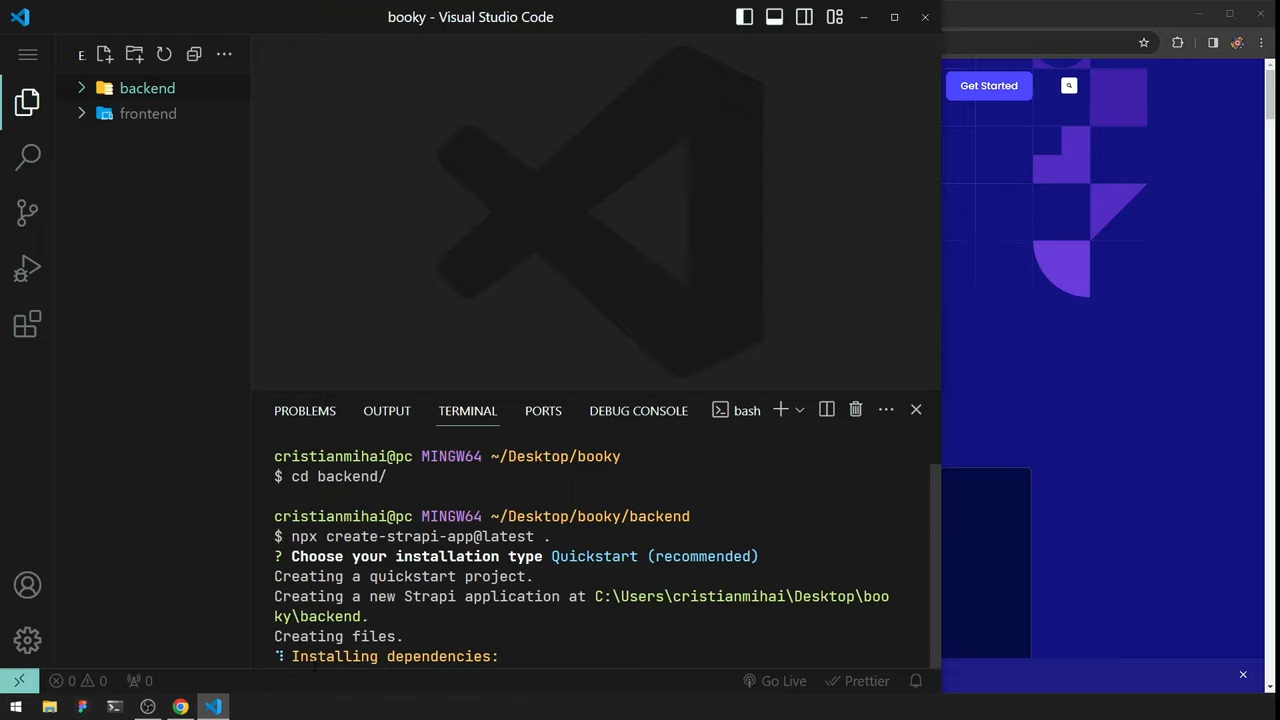 booky - Visual Studio Code
E
backend
frontend
Get Started
PROBLEMS
OUTPUT
TERMINAL
PORTS
DEBUG CONSOLE
bash
cristianmihai@pc MINGW64 ~/Desktop/booky
$ cd backend/
cristianmihai@pc MINGW64 ~/Desktop/booky/backend
$ npx create-strapi-app@latest .
? Choose your installation type Quickstart (recommended)
Creating a quickstart project.
Creating a new Strapi application at C:\Users\cristianmihai\Desktop\boo
ky\backend.
Creating files.
Installing dependencies:
0 0 0
Go Live
Prettier